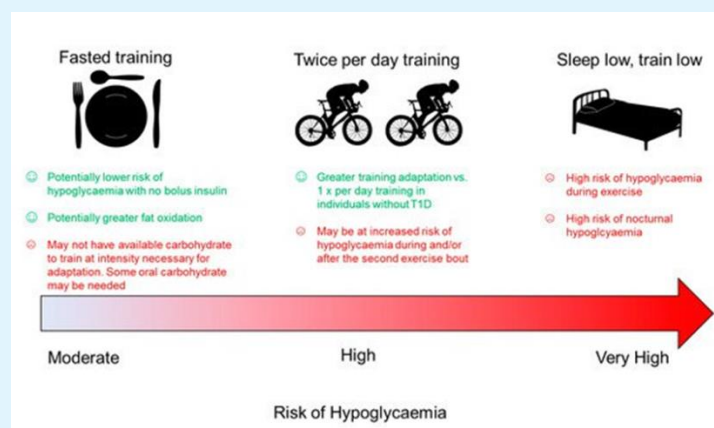 Fasted training
Potentially lower risk of
hypoglycaemia with no bolus insulin
Potentially greater fat oxidation
May not have available carbohydrate
to train at intensity necessary for
adaptation. Some oral carbohydrate
may be needed
Twice per day training
Greater training adaptation vs.
1 x per day training in
individuals without T1D
May be at increased risk of
hypoglycaemia during and/or
after the second exercise bout
Sleep low, train low
High risk of hypoglycaemia
during exercise
High risk of nocturnal
hypoglcyaemia
Moderate
High
Very High
Risk of Hypoglycaemia